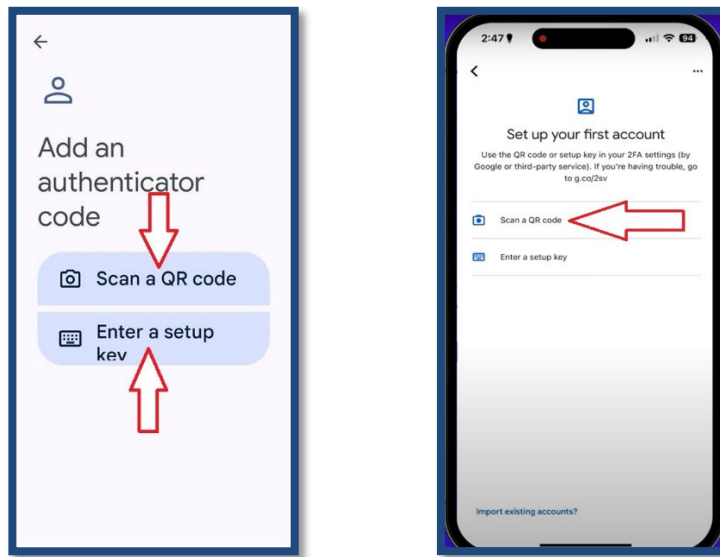 Add an
authenticator
code
Scan a QR code
Enter a setup
key
2:47
94
Set up your first account
Use the QR code or setup key in your 2FA settings (by
Google or third-party service). If you're having trouble, go
to g.co/2sv
Scan a QR code
Enter a setup key
Import existing accounts?